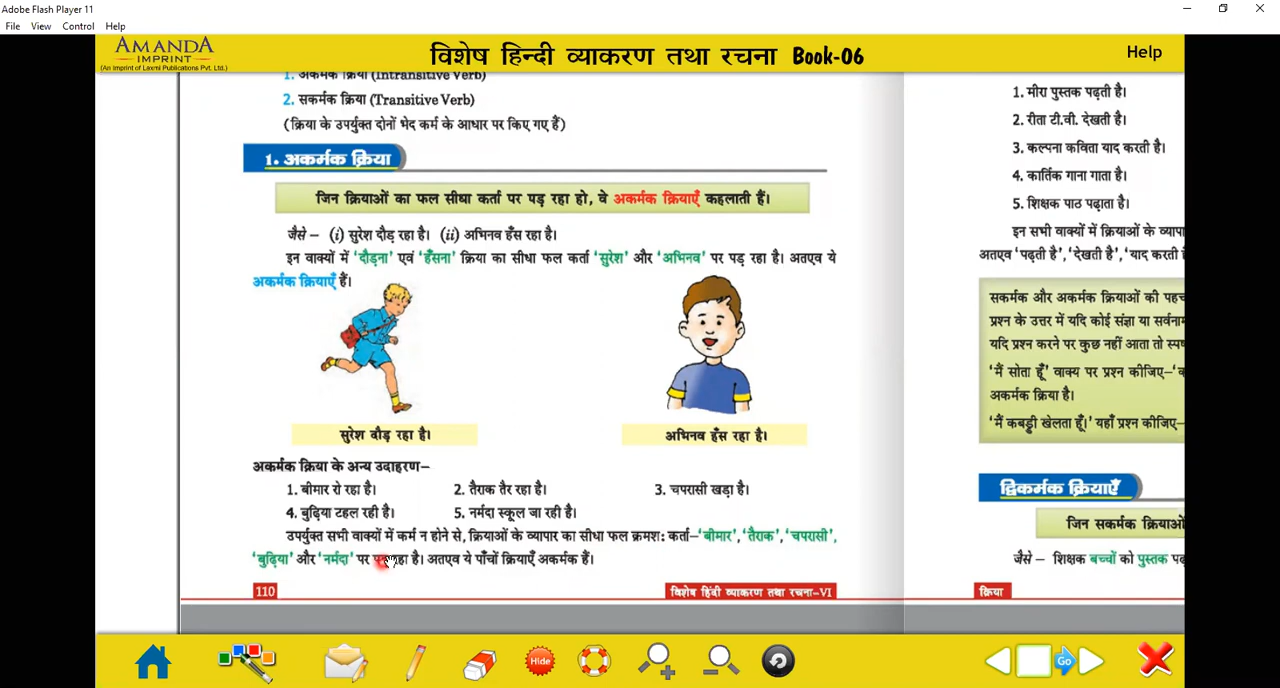 Adobe Flash Player 11
File View Control Help
AMANDA
IMPRINT
(An Imprint of Laxmi Publications Pvt. Ltd.)
विशेष हिन्दी व्याकरण तथा रचना Book-06
Help
1. अकर्मक क्रिया (Intransitive Verb)
2. सकर्मक क्रिया (Transitive Verb)
(क्रिया के उपर्युक्त दोनों भेद कर्म के आधार पर किए गए हैं)
1. अकर्मक क्रिया
जिन क्रियाओं का फल सीधा कर्ता पर पड़ रहा हो, वे अकर्मक क्रियाएँ कहलाती हैं।
जैसे – (i) सुरेश दौड़ रहा है। (ii) अभिनव हँस रहा है।
इन वाक्यों में 'दौड़ना' एवं 'हँसना' क्रिया का सीधा फल कर्ता 'सुरेश' और 'अभिनव' पर पड़ रहा है। अतएव ये
अकर्मक क्रियाएँ हैं।
सुरेश दौड़ रहा है।
अभिनव हँस रहा है।
अकर्मक क्रिया के अन्य उदाहरण–
1. बीमार रो रहा है। 2. तैराक तैर रहा है। 3. चपरासी खड़ा है।
4. बुढ़िया टहल रही है। 5. नर्मदा स्कूल जा रही है।
उपर्युक्त सभी वाक्यों में कर्म न होने से, क्रियाओं के व्यापार का सीधा फल क्रमश: कर्ता- 'बीमार', 'तैराक', 'चपरासी',
'बुढ़िया' और 'नर्मदा' पर रहा है। अतएव ये पाँचों क्रियाएँ अकर्मक हैं।
110
विशेष हिंदी व्याकरण तथा रचना-VI
1. मीरा पुस्तक पढ़ती है।
2. रीता टी.वी. देखती है।
3. कल्पना कविता याद करती है।
4. कार्तिक गाना गाता है।
5. शिक्षक पाठ पढ़ाता है।
इन सभी वाक्यों में क्रियाओं के व्यापा
अतएव 'पढ़ती है', 'देखती है', 'याद करती
सकर्मक और अकर्मक क्रियाओं की पहच
प्रश्न के उत्तर में यदि कोई संज्ञा या सर्वनाम
यदि प्रश्न करने पर कुछ नहीं आता तो स्पष
'मैं सोता हूँ' वाक्य पर प्रश्न कीजिए–
अकर्मक क्रिया है।
'मैं कबड्डी खेलता हूँ।' यहाँ प्रश्न कीजिए–
द्विकर्मक क्रियाएँ
जिन सकर्मक क्रियाओं
जैसे – शिक्षक बच्चों को पुस्तक पढ़
क्रिया
Hide
Go